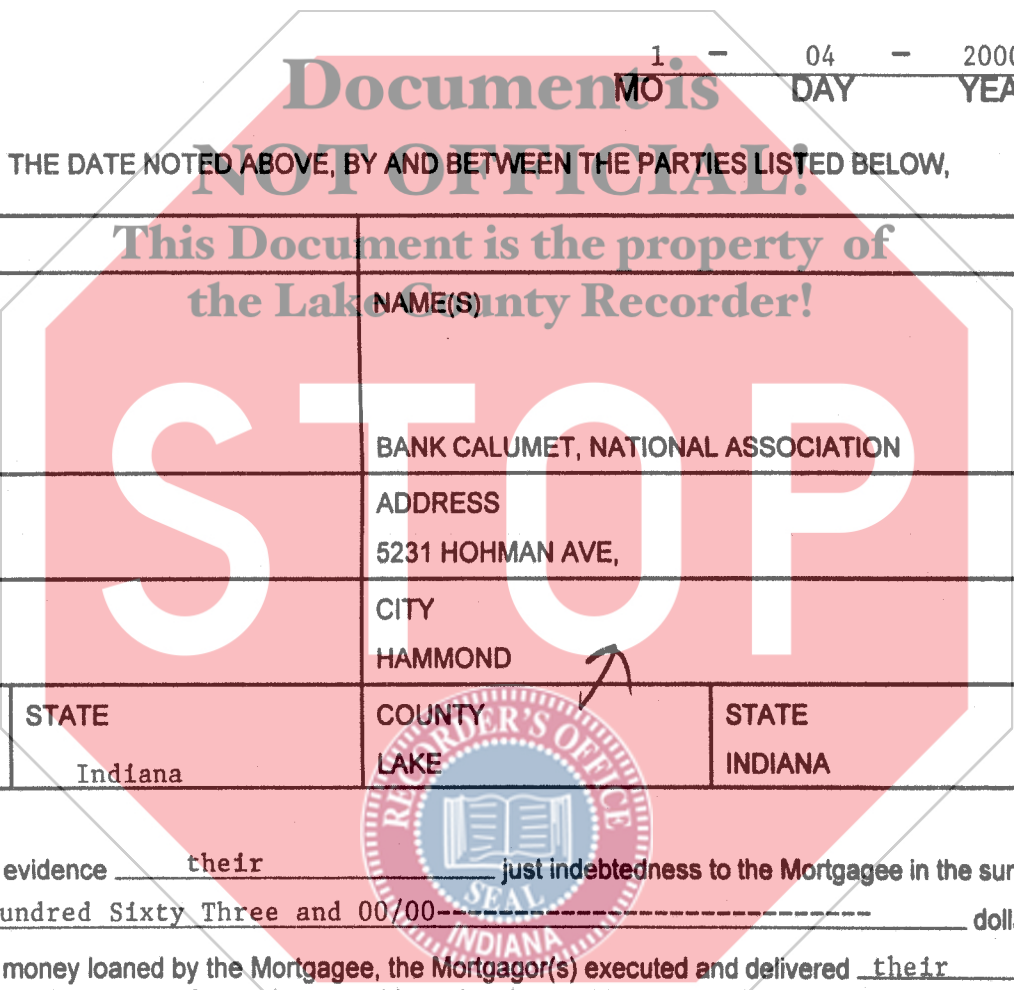 1 - 04 - 2000
MO DAY YEA
Document is
THE DATE NOTED ABOVE, BY AND BETWEEN THE PARTIES LISTED BELOW,
NOT OFFICIAL!
This Document is the property of
the Lake County Recorder!
NAME(S)
STOP
BANK CALUMET, NATIONAL ASSOCIATION
ADDRESS
5231 HOHMAN AVE,
CITY
HAMMOND
STATE COUNTY STATE
Indiana LAKE INDIANA
RECORDER'S OFFICE
SEAL
INDIANA
evidence their just indebtedness to the Mortgagee in the sum
undred Sixty Three and 00/00------------------------------ doll
money loaned by the Mortgagee, the Mortgagor(s) executed and delivered their